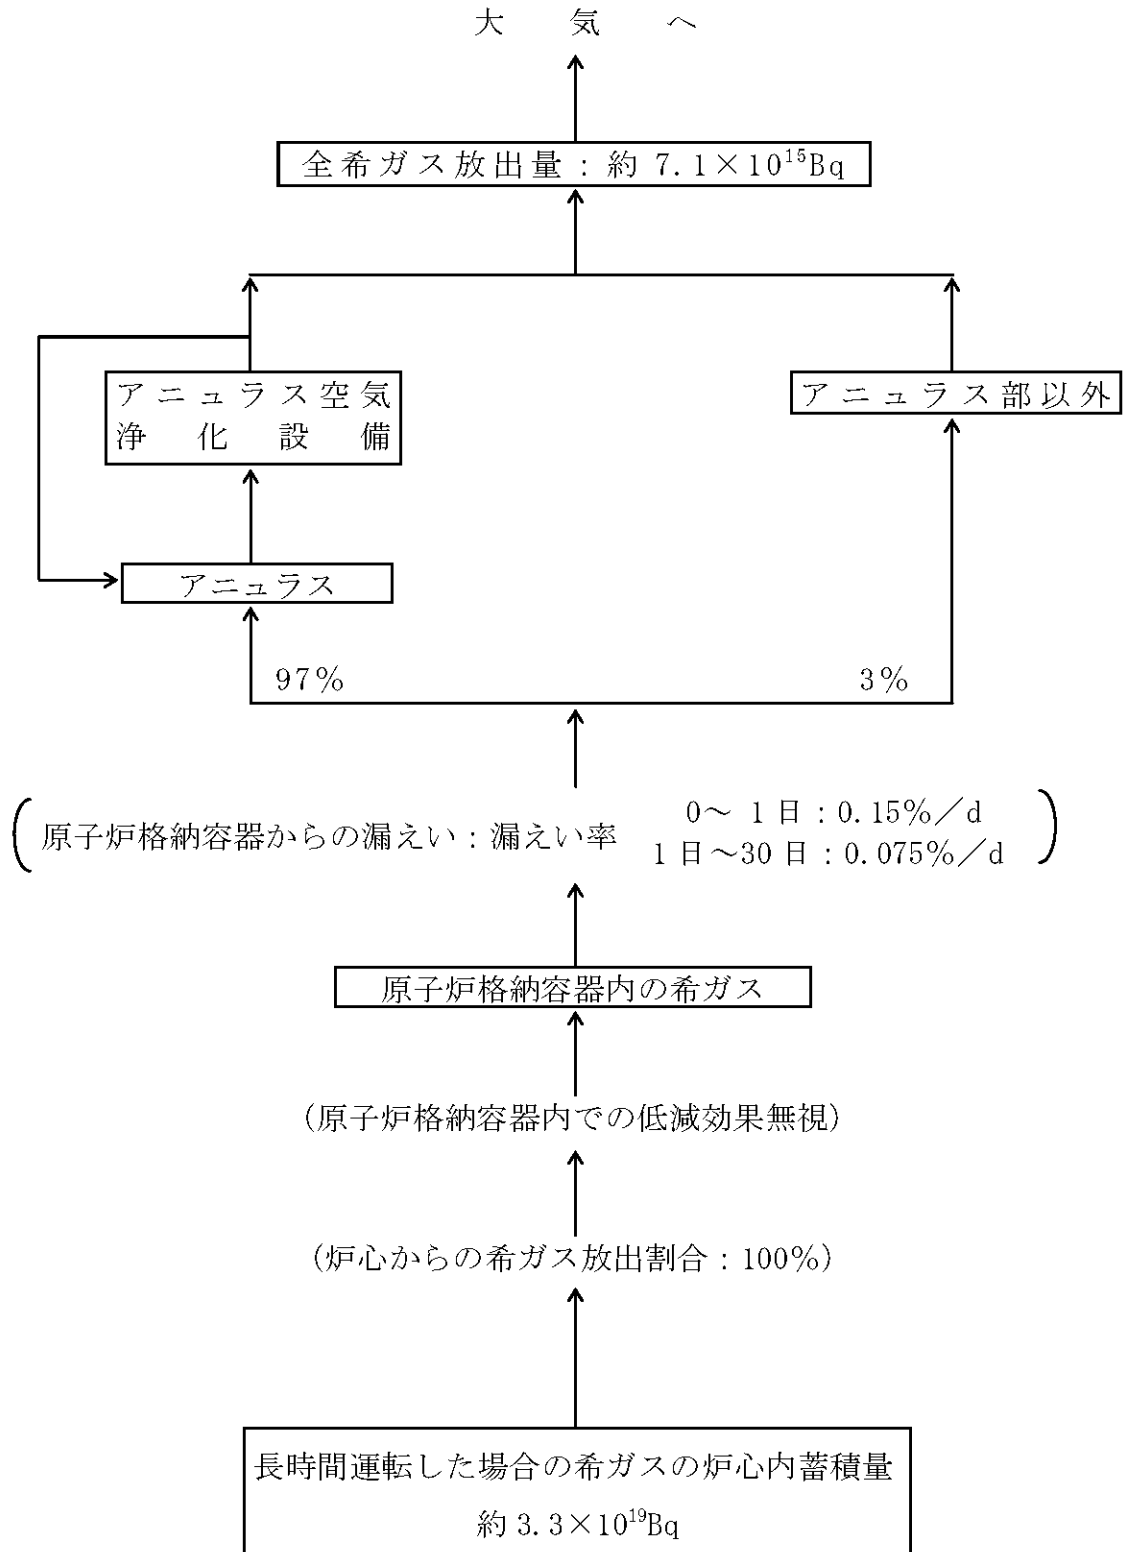 大気へ
全希ガス放出量：約 7.1×10¹⁵Bq
アニュラス空気
浄化設備
アニュラス部以外
アニュラス
97%
3%
原子炉格納容器からの漏えい：漏えい率
0～ 1日：0.15%／d
1日～30日：0.075%／d
原子炉格納容器内の希ガス
(原子炉格納容器内での低減効果無視)
(炉心からの希ガス放出割合：100%)
長時間運転した場合の希ガスの炉心内蓄積量
約 3.3×10¹⁹Bq